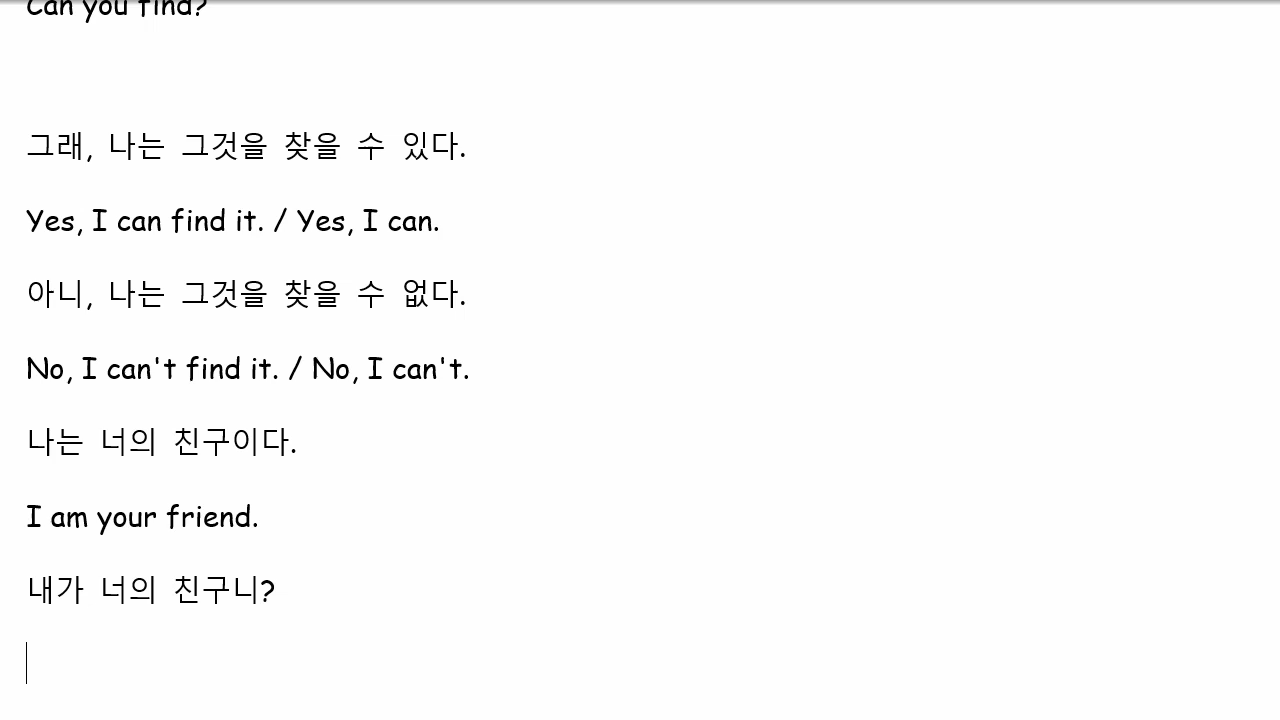 Can you find?
그래, 나는 그것을 찾을 수 있다.
Yes, I can find it. / Yes, I can.
아니, 나는 그것을 찾을 수 없다.
No, I can't find it. / No, I can't.
나는 너의 친구이다.
I am your friend.
내가 너의 친구니?